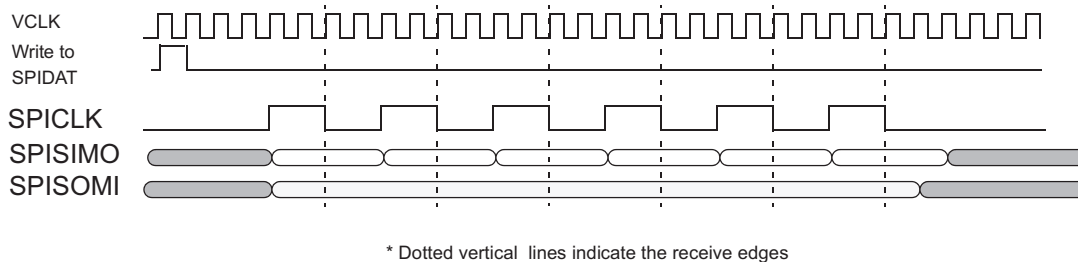 VCLK
Write to
SPIDAT
SPICLK
SPISIMO
SPISOMI
* Dotted vertical lines indicate the receive edges